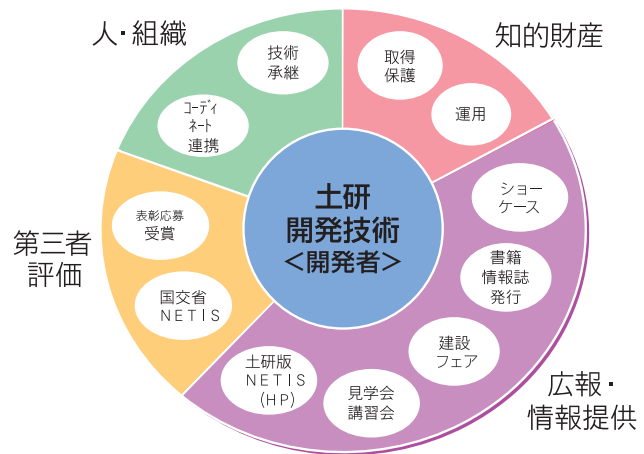 人・組織
知的財産
技術
承継
取得
保護
コーディ
ネート
連携
運用
土研
開発技術
<開発者>
ショー
ケース
第三者
評価
表彰応募
受賞
書籍
情報誌
発行
国交省
ＮＥＴＩＳ
建設
フェア
土研版
ＮＥＴＩＳ
(HP)
見学会
講習会
広報・
情報提供